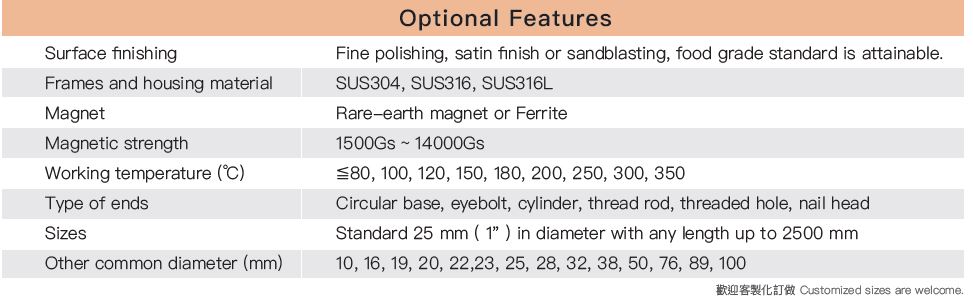 Optional Features
Surface finishing Fine polishing, satin finish or sandblasting, food grade standard is attainable.
Frames and housing material SUS304, SUS316, SUS316L
Magnet Rare-earth magnet or Ferrite
Magnetic strength 1500Gs ~ 14000Gs
Working temperature (℃) ≦80, 100, 120, 150, 180, 200, 250, 300, 350
Type of ends Circular base, eyebolt, cylinder, thread rod, threaded hole, nail head
Sizes Standard 25 mm ( 1” ) in diameter with any length up to 2500 mm
Other common diameter (mm) 10, 16, 19, 20, 22,23, 25, 28, 32, 38, 50, 76, 89, 100
歡迎客製化訂做 Customized sizes are welcome.